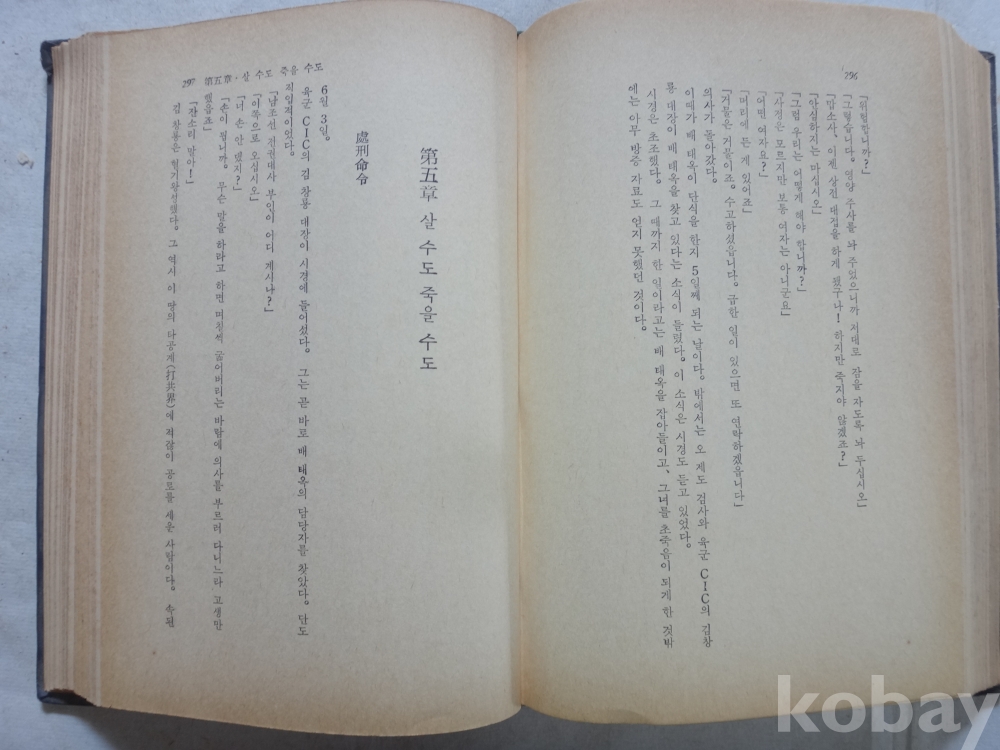 296
「위험합니까?」
「그렇습니다. 영양 주사를 놔 주었으니까 저대로 잠을 자도록 놔 두십시오」
「맙소사, 이젠 상전 대접을 하게 됐구나! 하지만 죽지야 않겠죠?」
「안심하지는 마십시오」
「그럼 우리는 어떻게 해야 합니까?」
「사정은 모르지만 보통 여자는 아니군요」
「어떤 여자요?」
「머리에 든 게 있어요」
「거물은 거물이죠. 수고하셨읍니다. 급한 일이 있으면 또 연락하겠읍니다」
의사가 돌아갔다.
이때가 배 태옥이 단식을 한지 5일째 되는 날이다. 밖에서는 오 제도 검사와 육군 CIC의 김 창
룡 대장이 배 태옥을 찾고 있다는 소식이 들렸다. 이 소식은 시경도 듣고 있었다.
시경은 초조했다. 그 때까지 한 일이라고는 배 태옥을 잡아들이고, 그녀를 초죽음이 되게 한 것밖
에는 아무 방증 자료도 얻지 못했던 것이다.
第五章 살 수도 죽을 수도
處刑命令
6월 3일.
육군 CIC의 김 창룡 대장이 시경에 들어섰다. 그는 곧 바로 배 태옥의 담당자를 찾았다. 단도
직입적이었다.
「남조선 전권대사 부인이 어디 계시나?」
「이쪽으로 오십시오」
「너 손 안 댔지?」
「손이 뭡니까. 무슨 말을 하라고 하면 며칠씩 굶어버리는 바람에 의사를 부르러 다니느라 고생만
했읍죠」
「잔소리 말아!」
김 창룡은 혈기왕성했다. 그 역시 이 땅의 타공계(打共界)에 적잖이 공로를 세운 사람이다. 속된
297 第五章·살 수도 죽을 수도
kobay